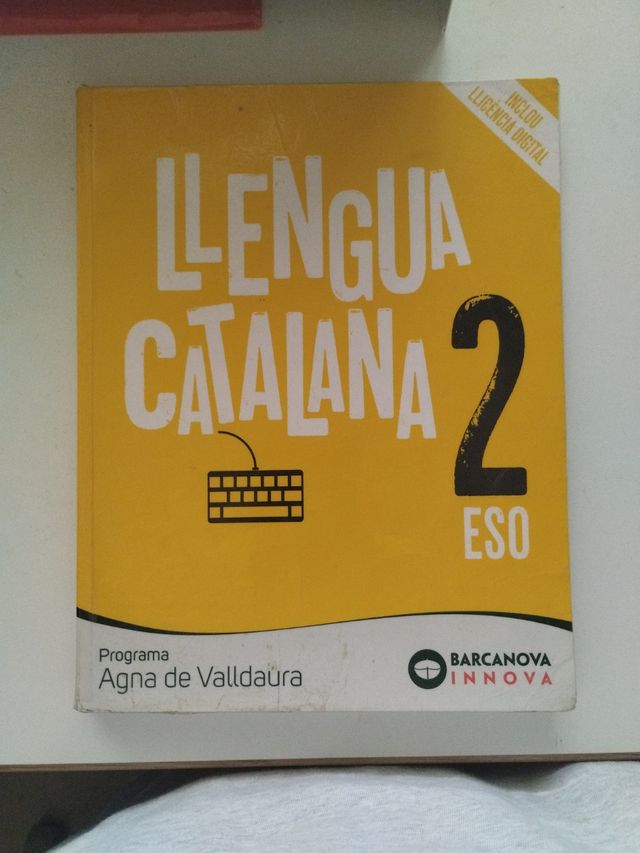 INCLOU
LLICÈNCIA DIGITAL
LLENGUA
CATALANA
2
ESO
Programa
Agna de Valldaura
BARCANOVA
INNOVA